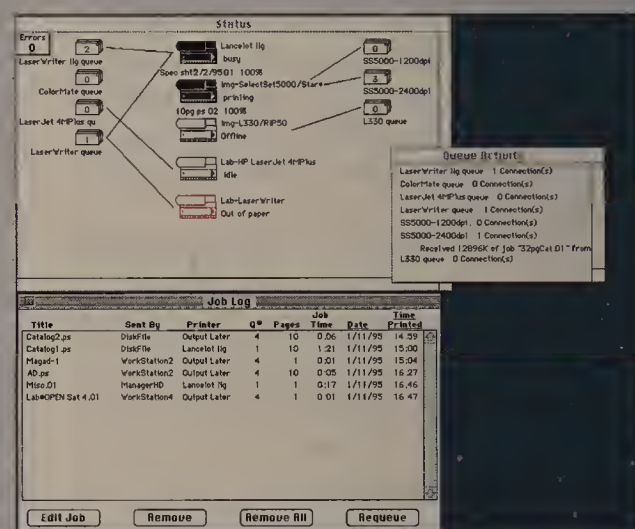 Status
Errors
0
2
LaserWriter IIg queue
0
ColorMate queue
0
LaserJet 4MPlus qu
1
LaserWriter queue
Lancelot IIg
busy
Spec sht2/2/9501 100%
Img-SelectSet5000/Stare
printing
10pg ps 02 100%
Img-L330/RIP50
Offline
Lab-HP LaserJet 4MPlus
idle
Lab-LaserWriter
Out of paper
0
SS5000-1200dpi
3
SS5000-2400dpi
0
L330 queue
Queue Activity
LaserWriter IIg queue 1 Connection(s)
ColorMate queue 0 Connection(s)
LaserJet 4MPlus queue 0 Connection(s)
LaserWriter queue 1 Connection(s)
SS5000-1200dpi, 0 Connection(s)
SS5000-2400dpi 1 Connection(s)
Received 12896K of job "32pgCat.01" from
L330 queue 0 Connection(s)
Job Log
Title Sent By Printer Q# Pages Job Time Date Time Printed
Catalog2.ps DiskFile Output Later 4 10 0:06 1/11/95 14:59
Catalog1.ps DiskFile Lancelot IIg 1 10 1:21 1/11/95 15:00
Magad-1 WorkStation2 Output Later 4 1 0:01 1/11/95 15:04
AD.ps WorkStation2 Output Later 4 10 0:05 1/11/95 16:27
Misc.01 ManagerHD Lancelot IIg 1 1 0:17 1/11/95 16:46
Lab#OPEN Sat 4.01 WorkStation4 Output Later 4 1 0:01 1/11/95 16:47
Edit Job Remove Remove All Requeue